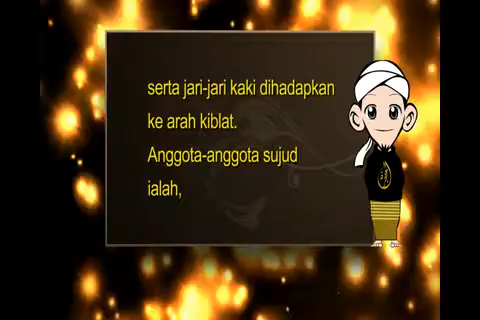 serta jari-jari kaki dihadapkan
ke arah kiblat.
Anggota-anggota sujud
ialah,